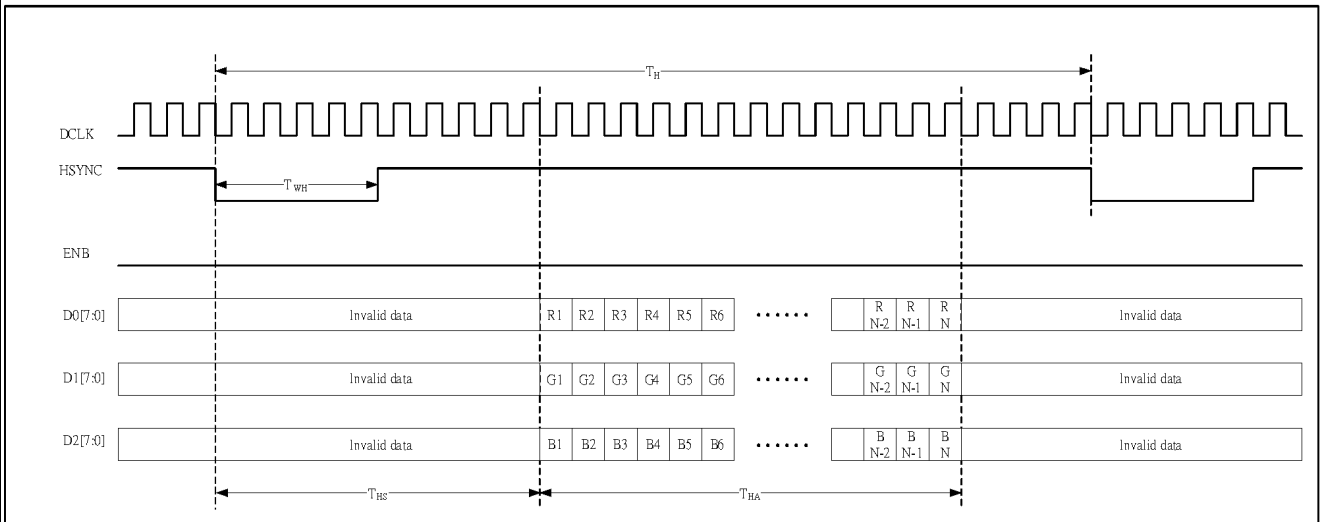 TH
DCLK
HSYNC
TWH
ENB
D0[7:0] Invalid data R1 R2 R3 R4 R5 R6 ...... R N-2 R N-1 R N Invalid data
D1[7:0] Invalid data G1 G2 G3 G4 G5 G6 ...... G N-2 G N-1 G N Invalid data
D2[7:0] Invalid data B1 B2 B3 B4 B5 B6 ...... B N-2 B N-1 B N Invalid data
THS THA